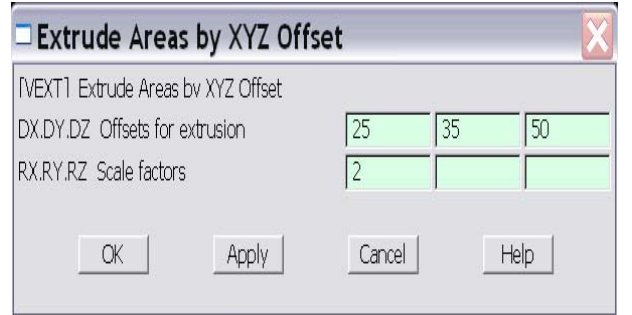 Extrude Areas by XYZ Offset
[VEXT] Extrude Areas by XYZ Offset
DX.DY.DZ Offsets for extrusion 25 35 50
RX.RY.RZ Scale factors 2
OK Apply Cancel Help